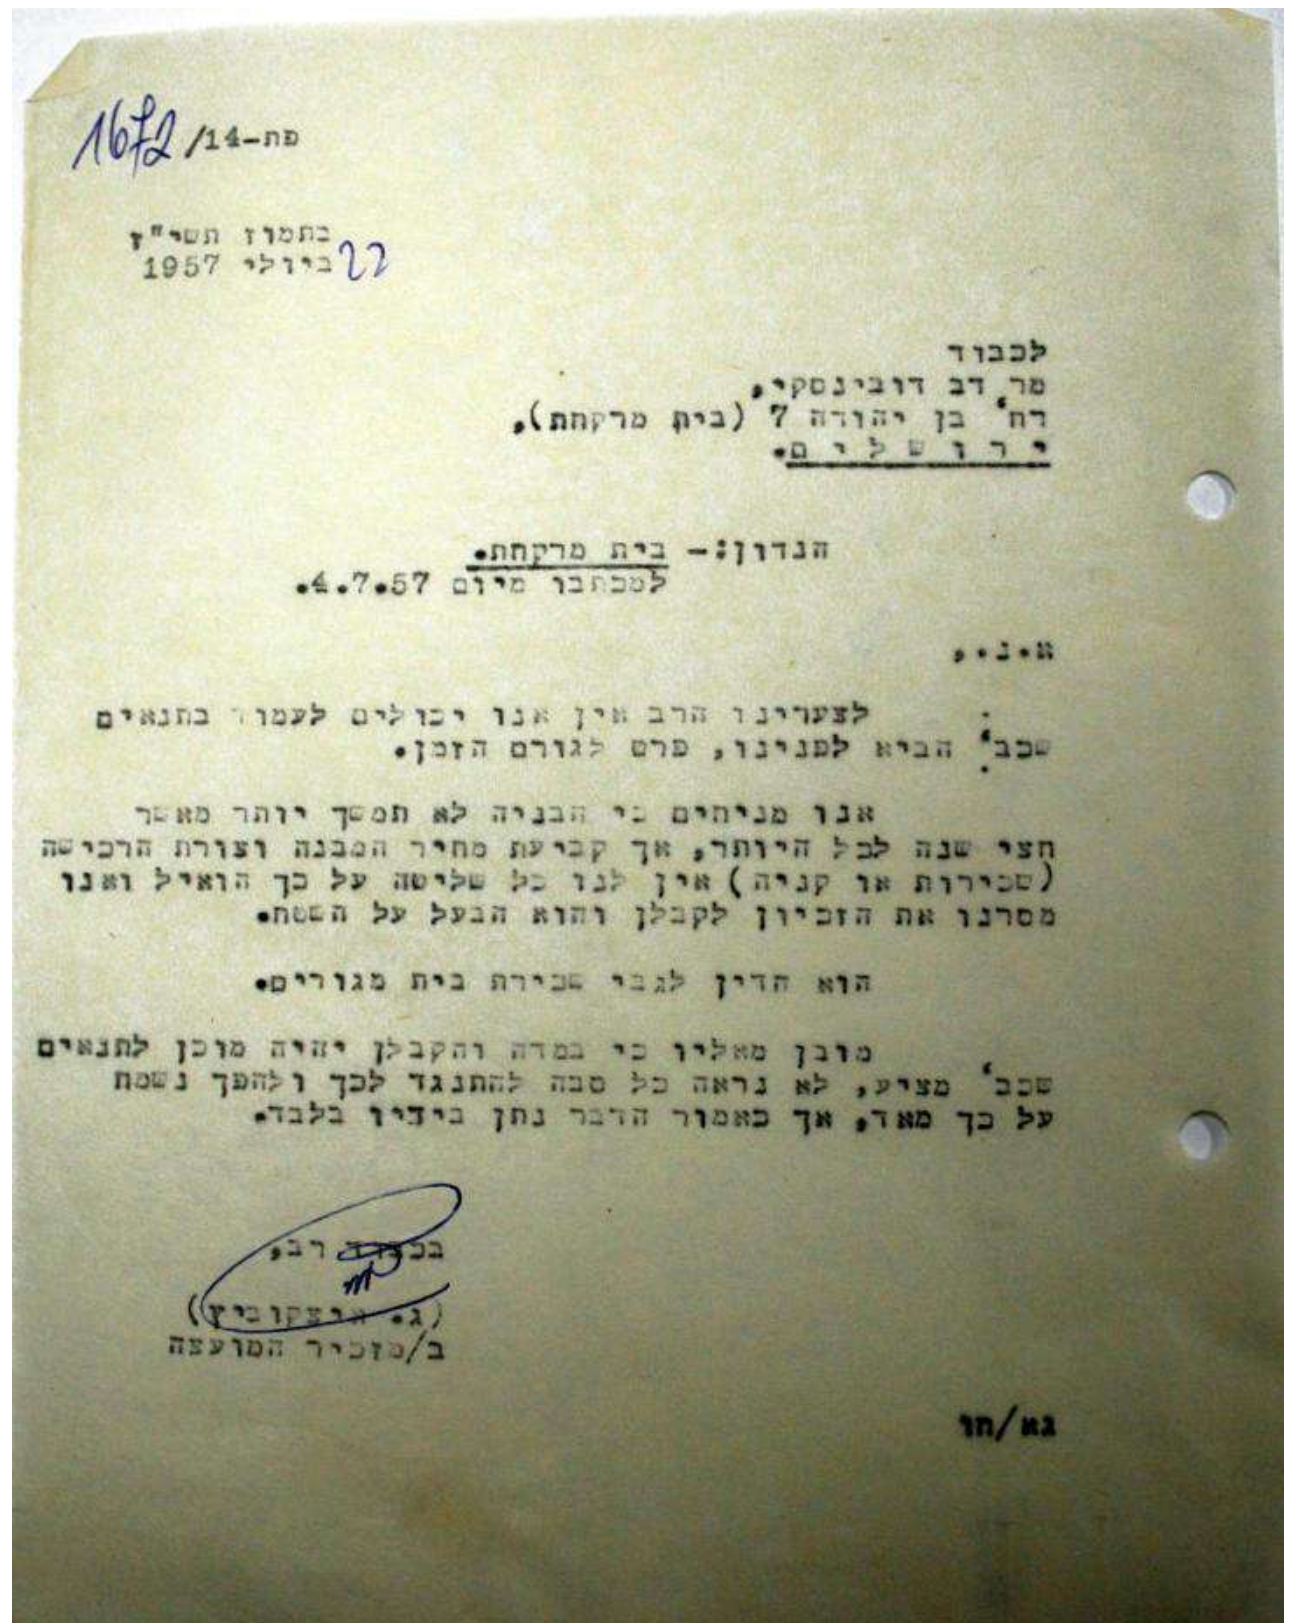 פת-14/1672
בתמוז תשי"ז
22 ביולי 1957
לכבוד
מר דב דובינסקי,
רח' בן יהודה 7 (בית מרקחת),
י ר ו ש ל י ם.
הנדון:- בית מרקחת.
למכתבו מיום 4.7.57.
א.נ.,
לצערינו הרב אין אנו יכולים לעמוד בתנאים
שכב' הביא לפנינו, פרט לגורם הזמן.
אנו מניחים כי הבניה לא תמשך יותר מאשר
חצי שנה לכל היותר, אך קביעת מחיר המבנה וצורת הרכישה
(שכירות או קניה) אין לנו כל שליטה על כך הואיל ואנו
מסרנו את הזכיון לקבלן והוא הבעל על השטח.
הוא הדין לגבי שכירת בית מגורים.
מובן מאליו כי במדה והקבלן יהיה מוכן לתנאים
שכב' מציע, לא נראה כל סבה להתנגד לכך ולהפך נשמח
על כך מאד, אך כאמור הדבר נתן בידיו בלבד.
בכבוד רב,
(ג. איצקוביץ)
ב/מזכיר המועצה
גא/חו